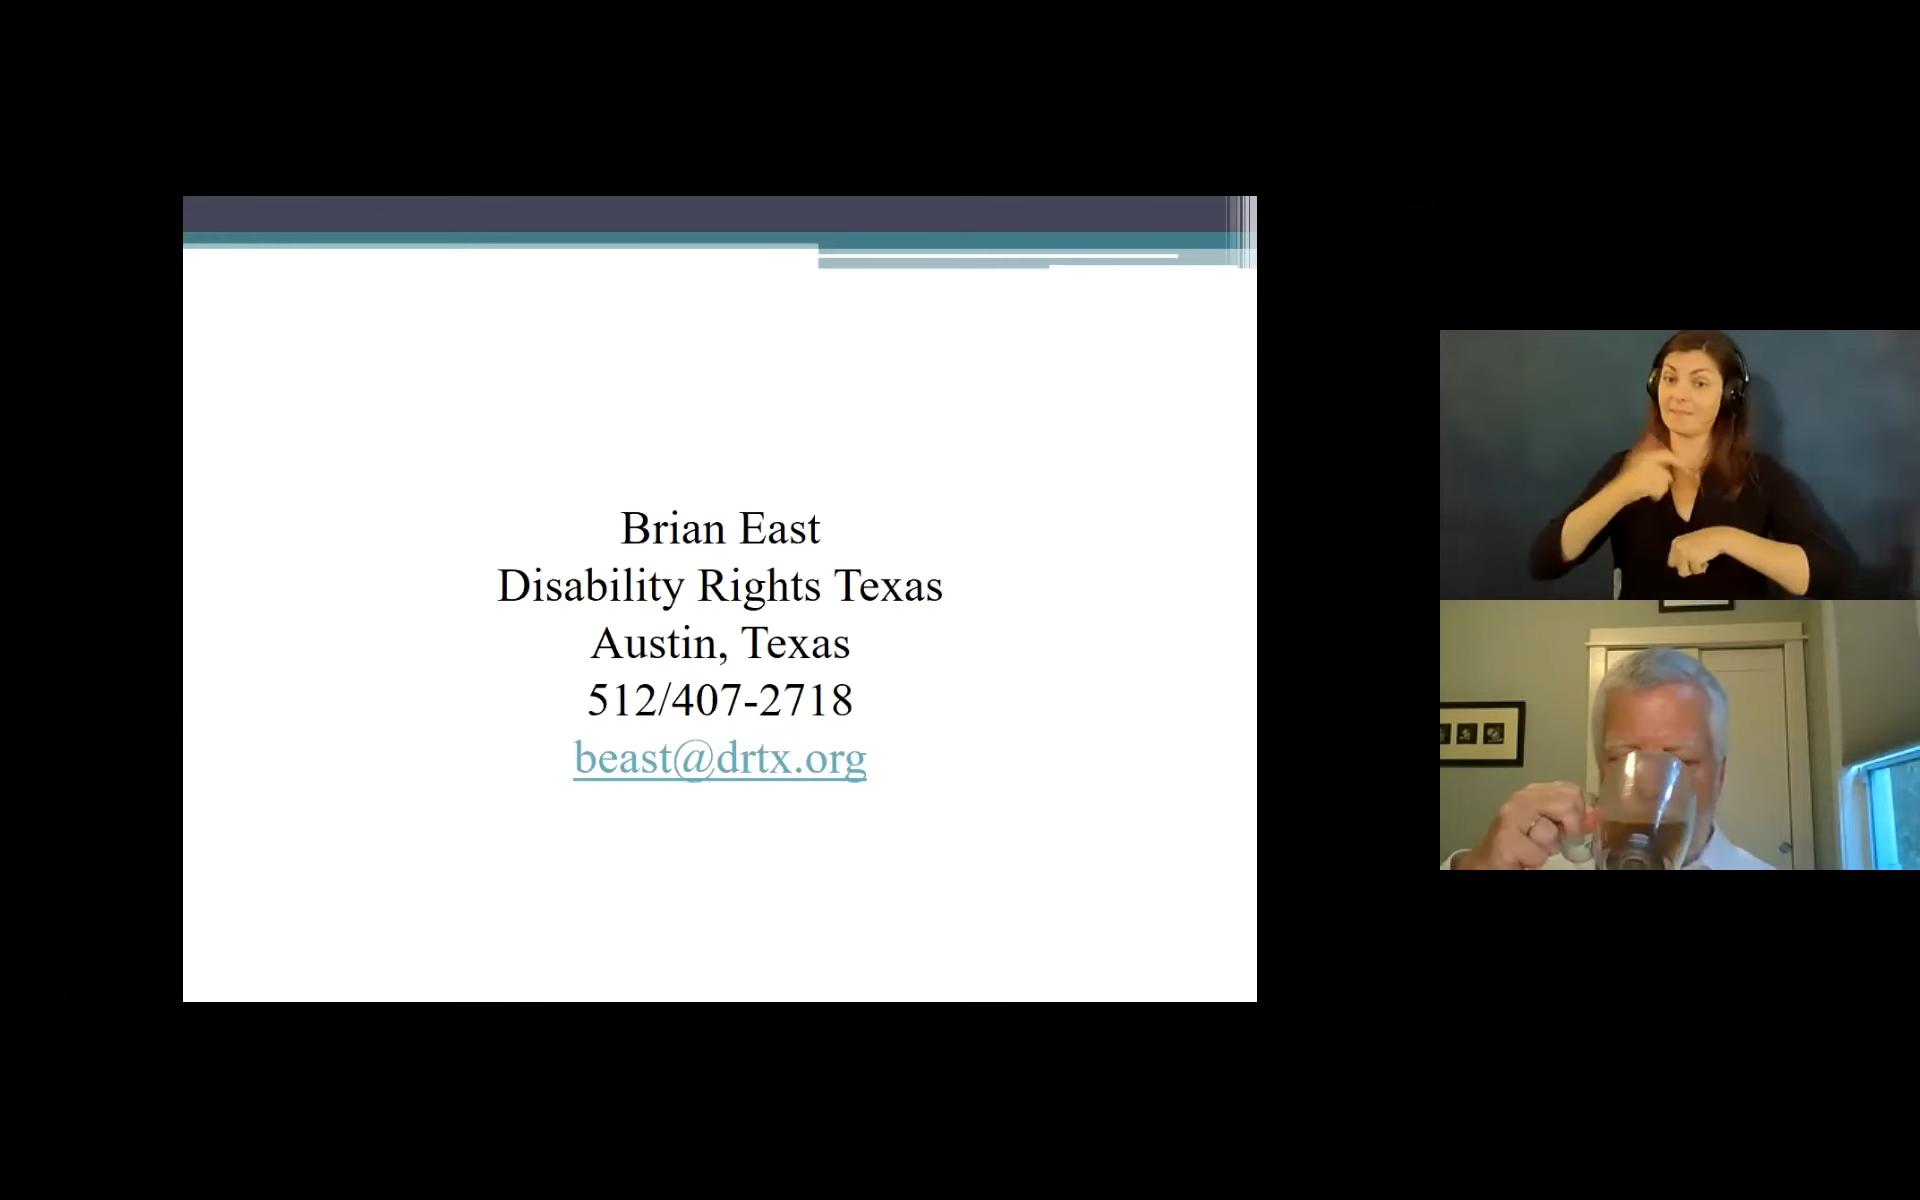 Brian East
Disability Rights Texas
Austin, Texas
512/407-2718
beast@drtx.org